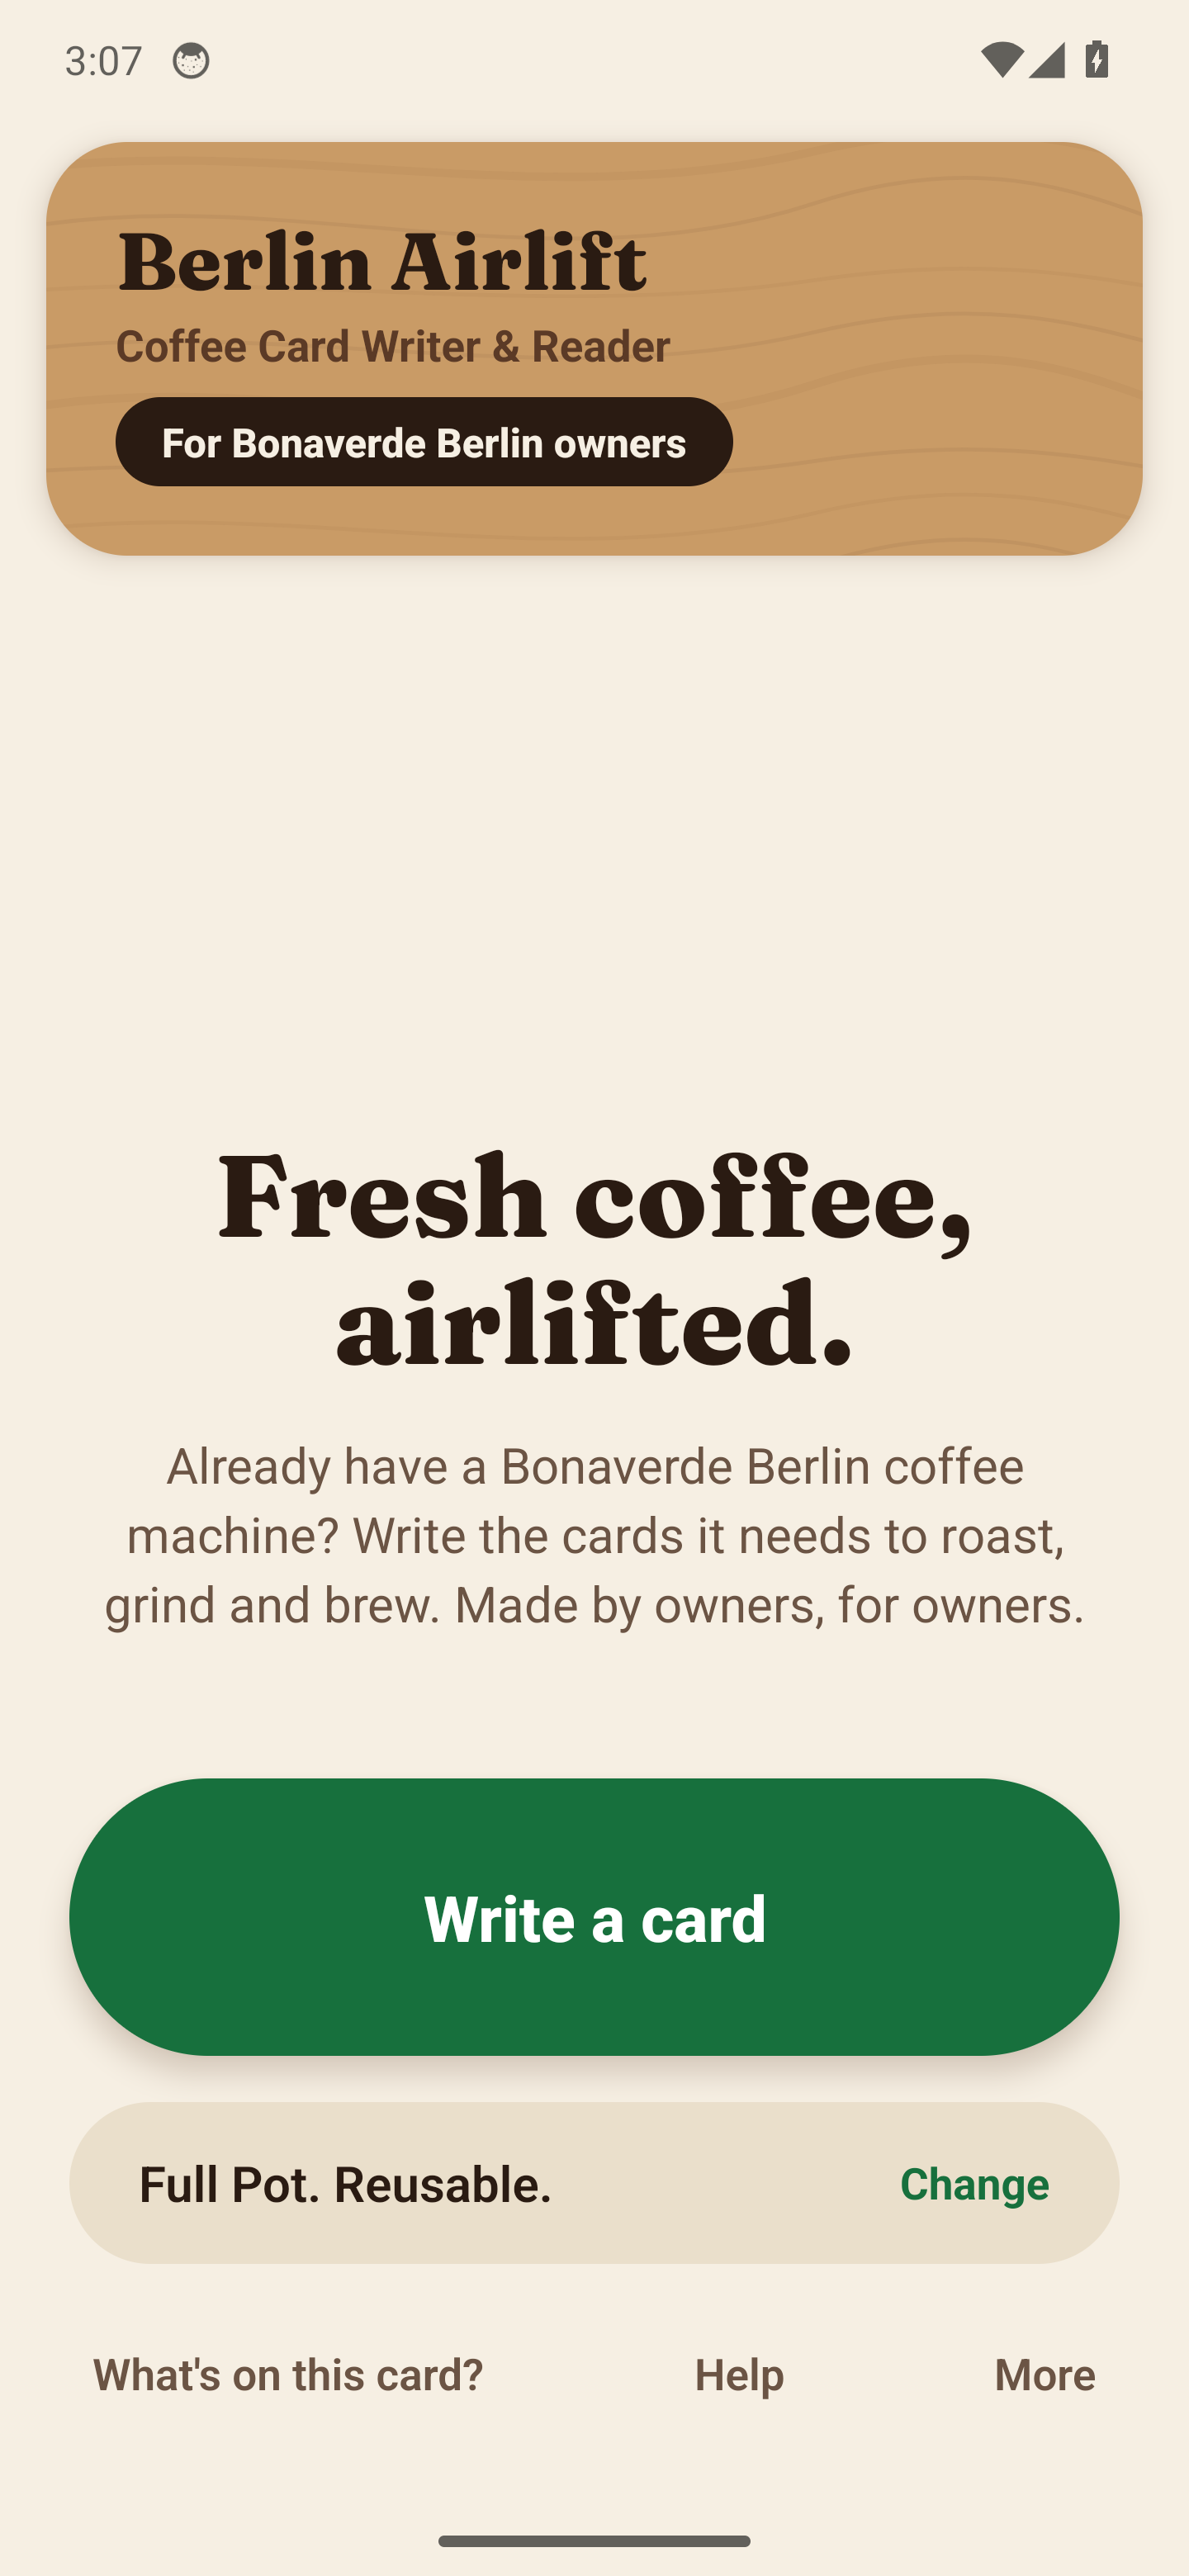 3:07
Berlin Airlift
Coffee Card Writer & Reader
For Bonaverde Berlin owners
Fresh coffee,
airlifted.
Already have a Bonaverde Berlin coffee
machine? Write the cards it needs to roast,
grind and brew. Made by owners, for owners.
Write a card
Full Pot. Reusable.
Change
What's on this card?
Help
More